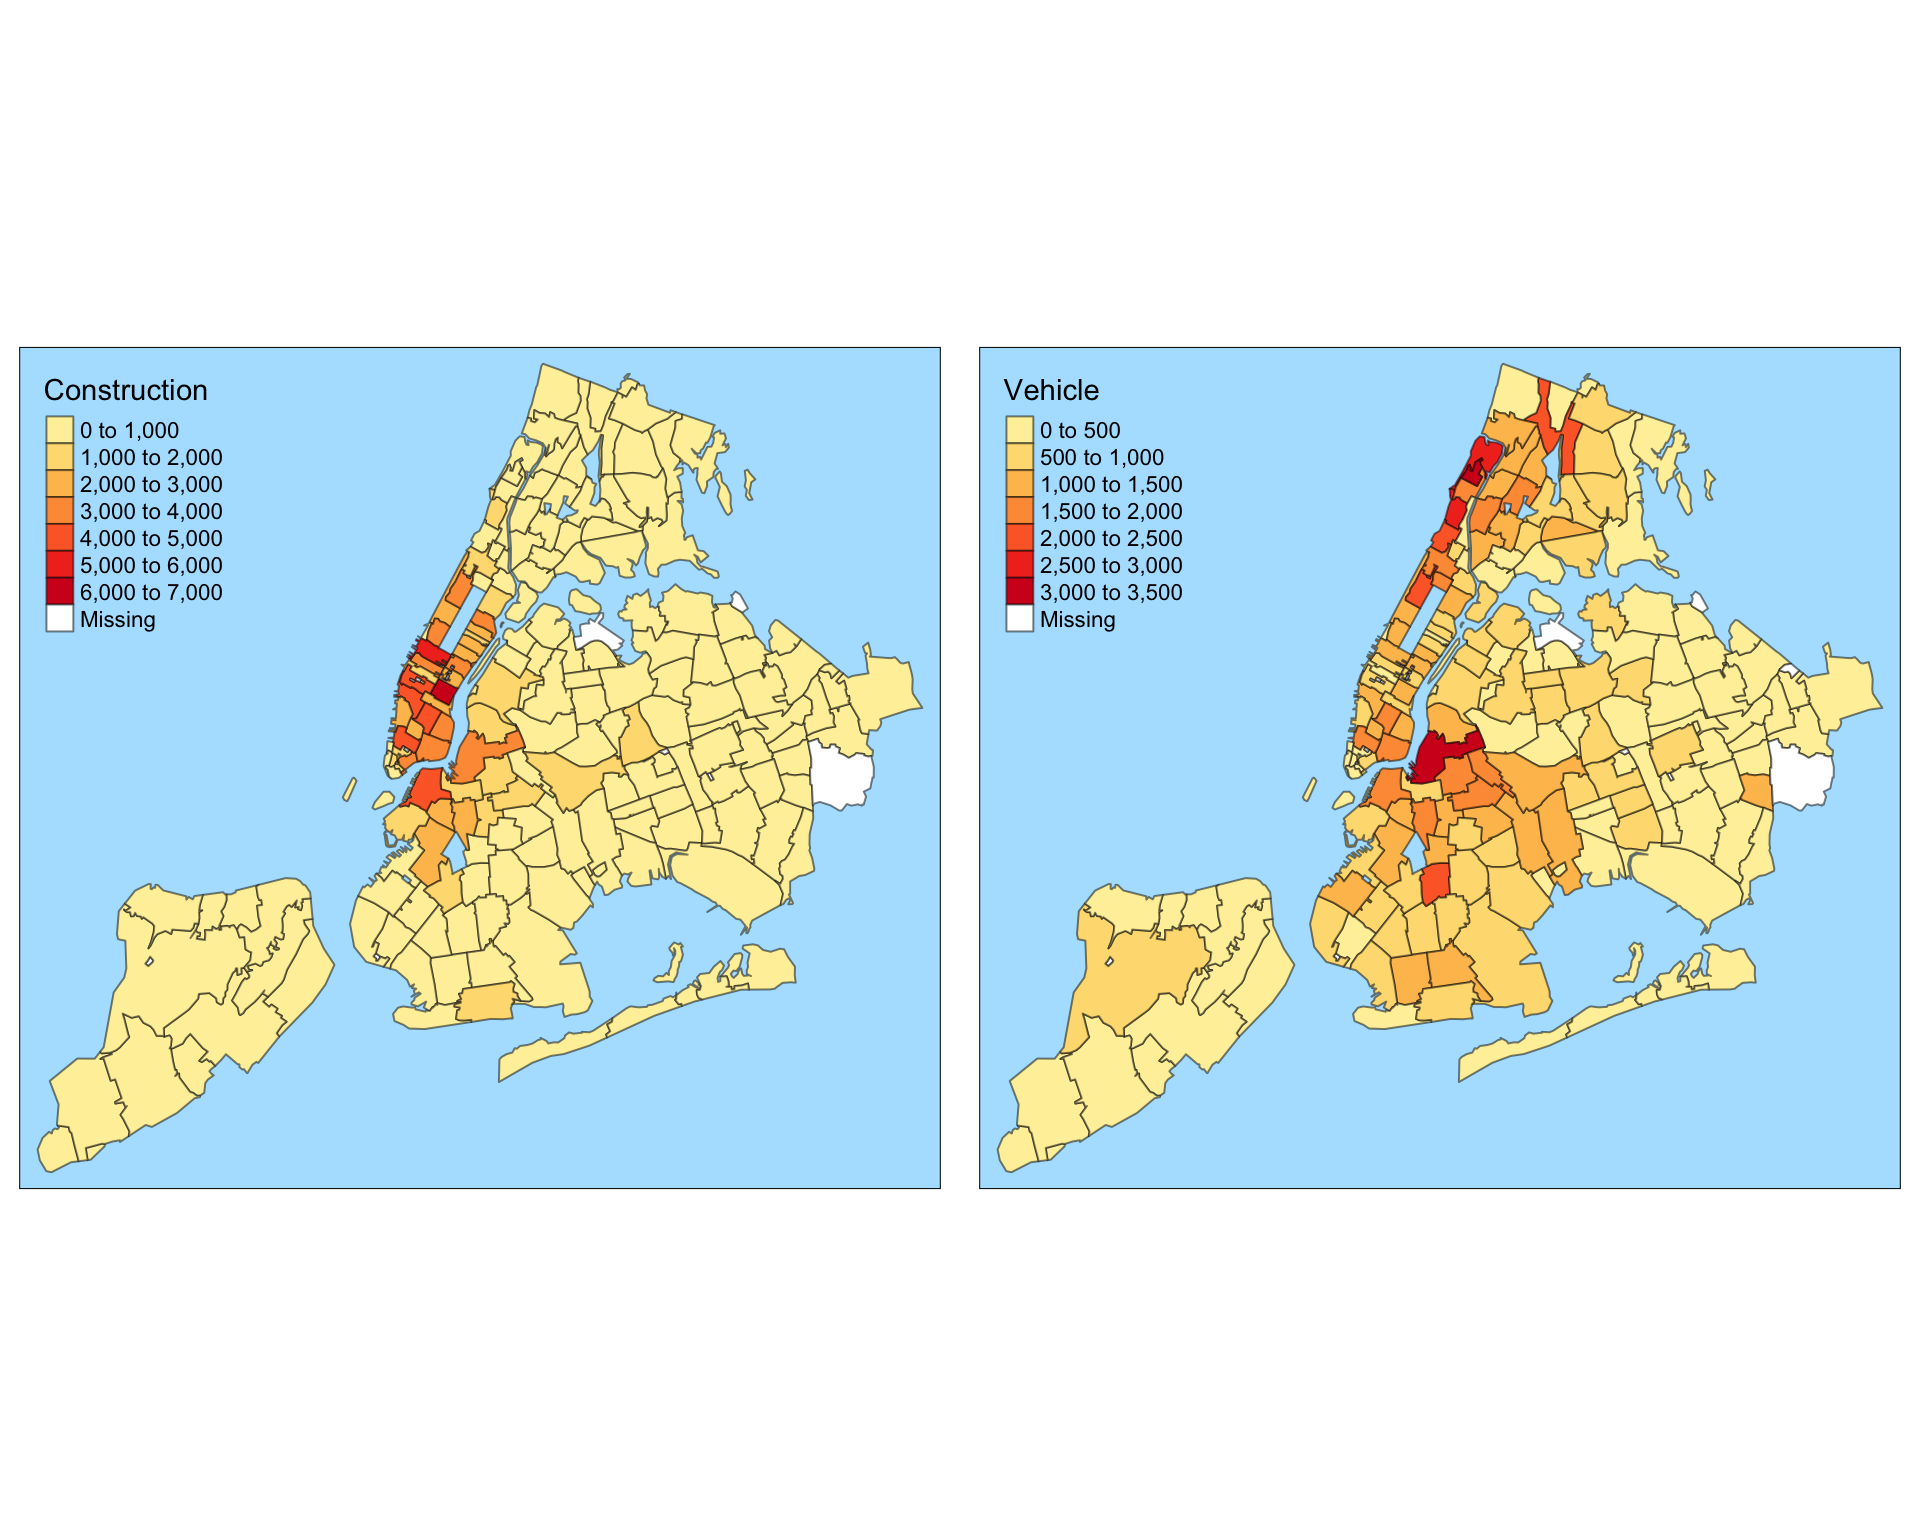 Construction
0 to 1,000
1,000 to 2,000
2,000 to 3,000
3,000 to 4,000
4,000 to 5,000
5,000 to 6,000
6,000 to 7,000
Missing
Vehicle
0 to 500
500 to 1,000
1,000 to 1,500
1,500 to 2,000
2,000 to 2,500
2,500 to 3,000
3,000 to 3,500
Missing